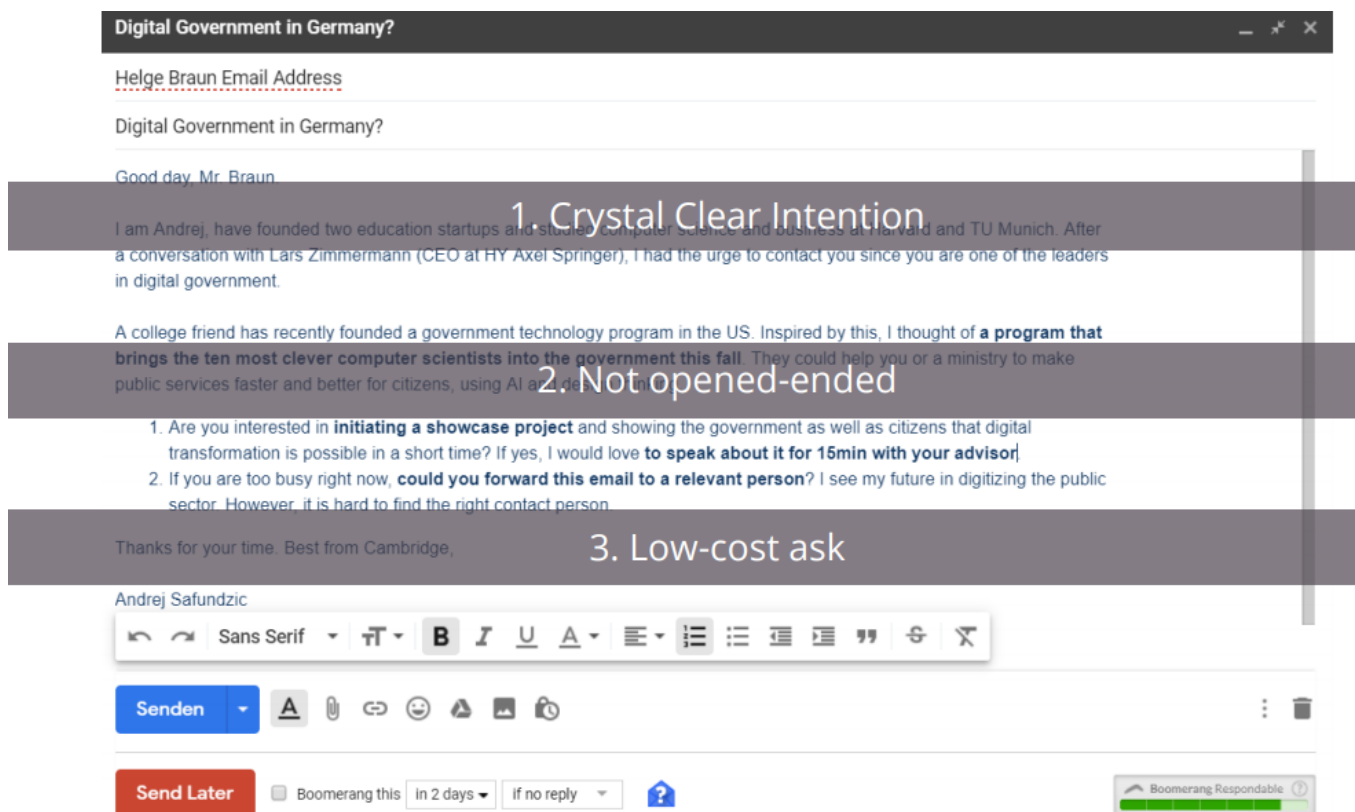 Digital Government in Germany?
Helge Braun Email Address
Digital Government in Germany?
Good day, Mr. Braun.
1. Crystal Clear Intention
I am Andrej, have founded two education startups and studied computer science and business at Harvard and TU Munich. After
a conversation with Lars Zimmermann (CEO at HY Axel Springer), I had the urge to contact you since you are one of the leaders
in digital government.
A college friend has recently founded a government technology program in the US. Inspired by this, I thought of a program that
brings the ten most clever computer scientists into the government this fall. They could help you or a ministry to make
2. Not opened-ended
public services faster and better for citizens, using AI and design
1. Are you interested in initiating a showcase project and showing the government as well as citizens that digital
transformation is possible in a short time? If yes, I would love to speak about it for 15min with your advisor
2. If you are too busy right now, could you forward this email to a relevant person? I see my future in digitizing the public
sector. However, it is hard to find the right contact person.
3. Low-cost ask
Thanks for your time. Best from Cambridge,
Andrej Safundzic
Sans Serif
Senden
Send Later
Boomerang this
in 2 days
if no reply
Boomerang Respondable